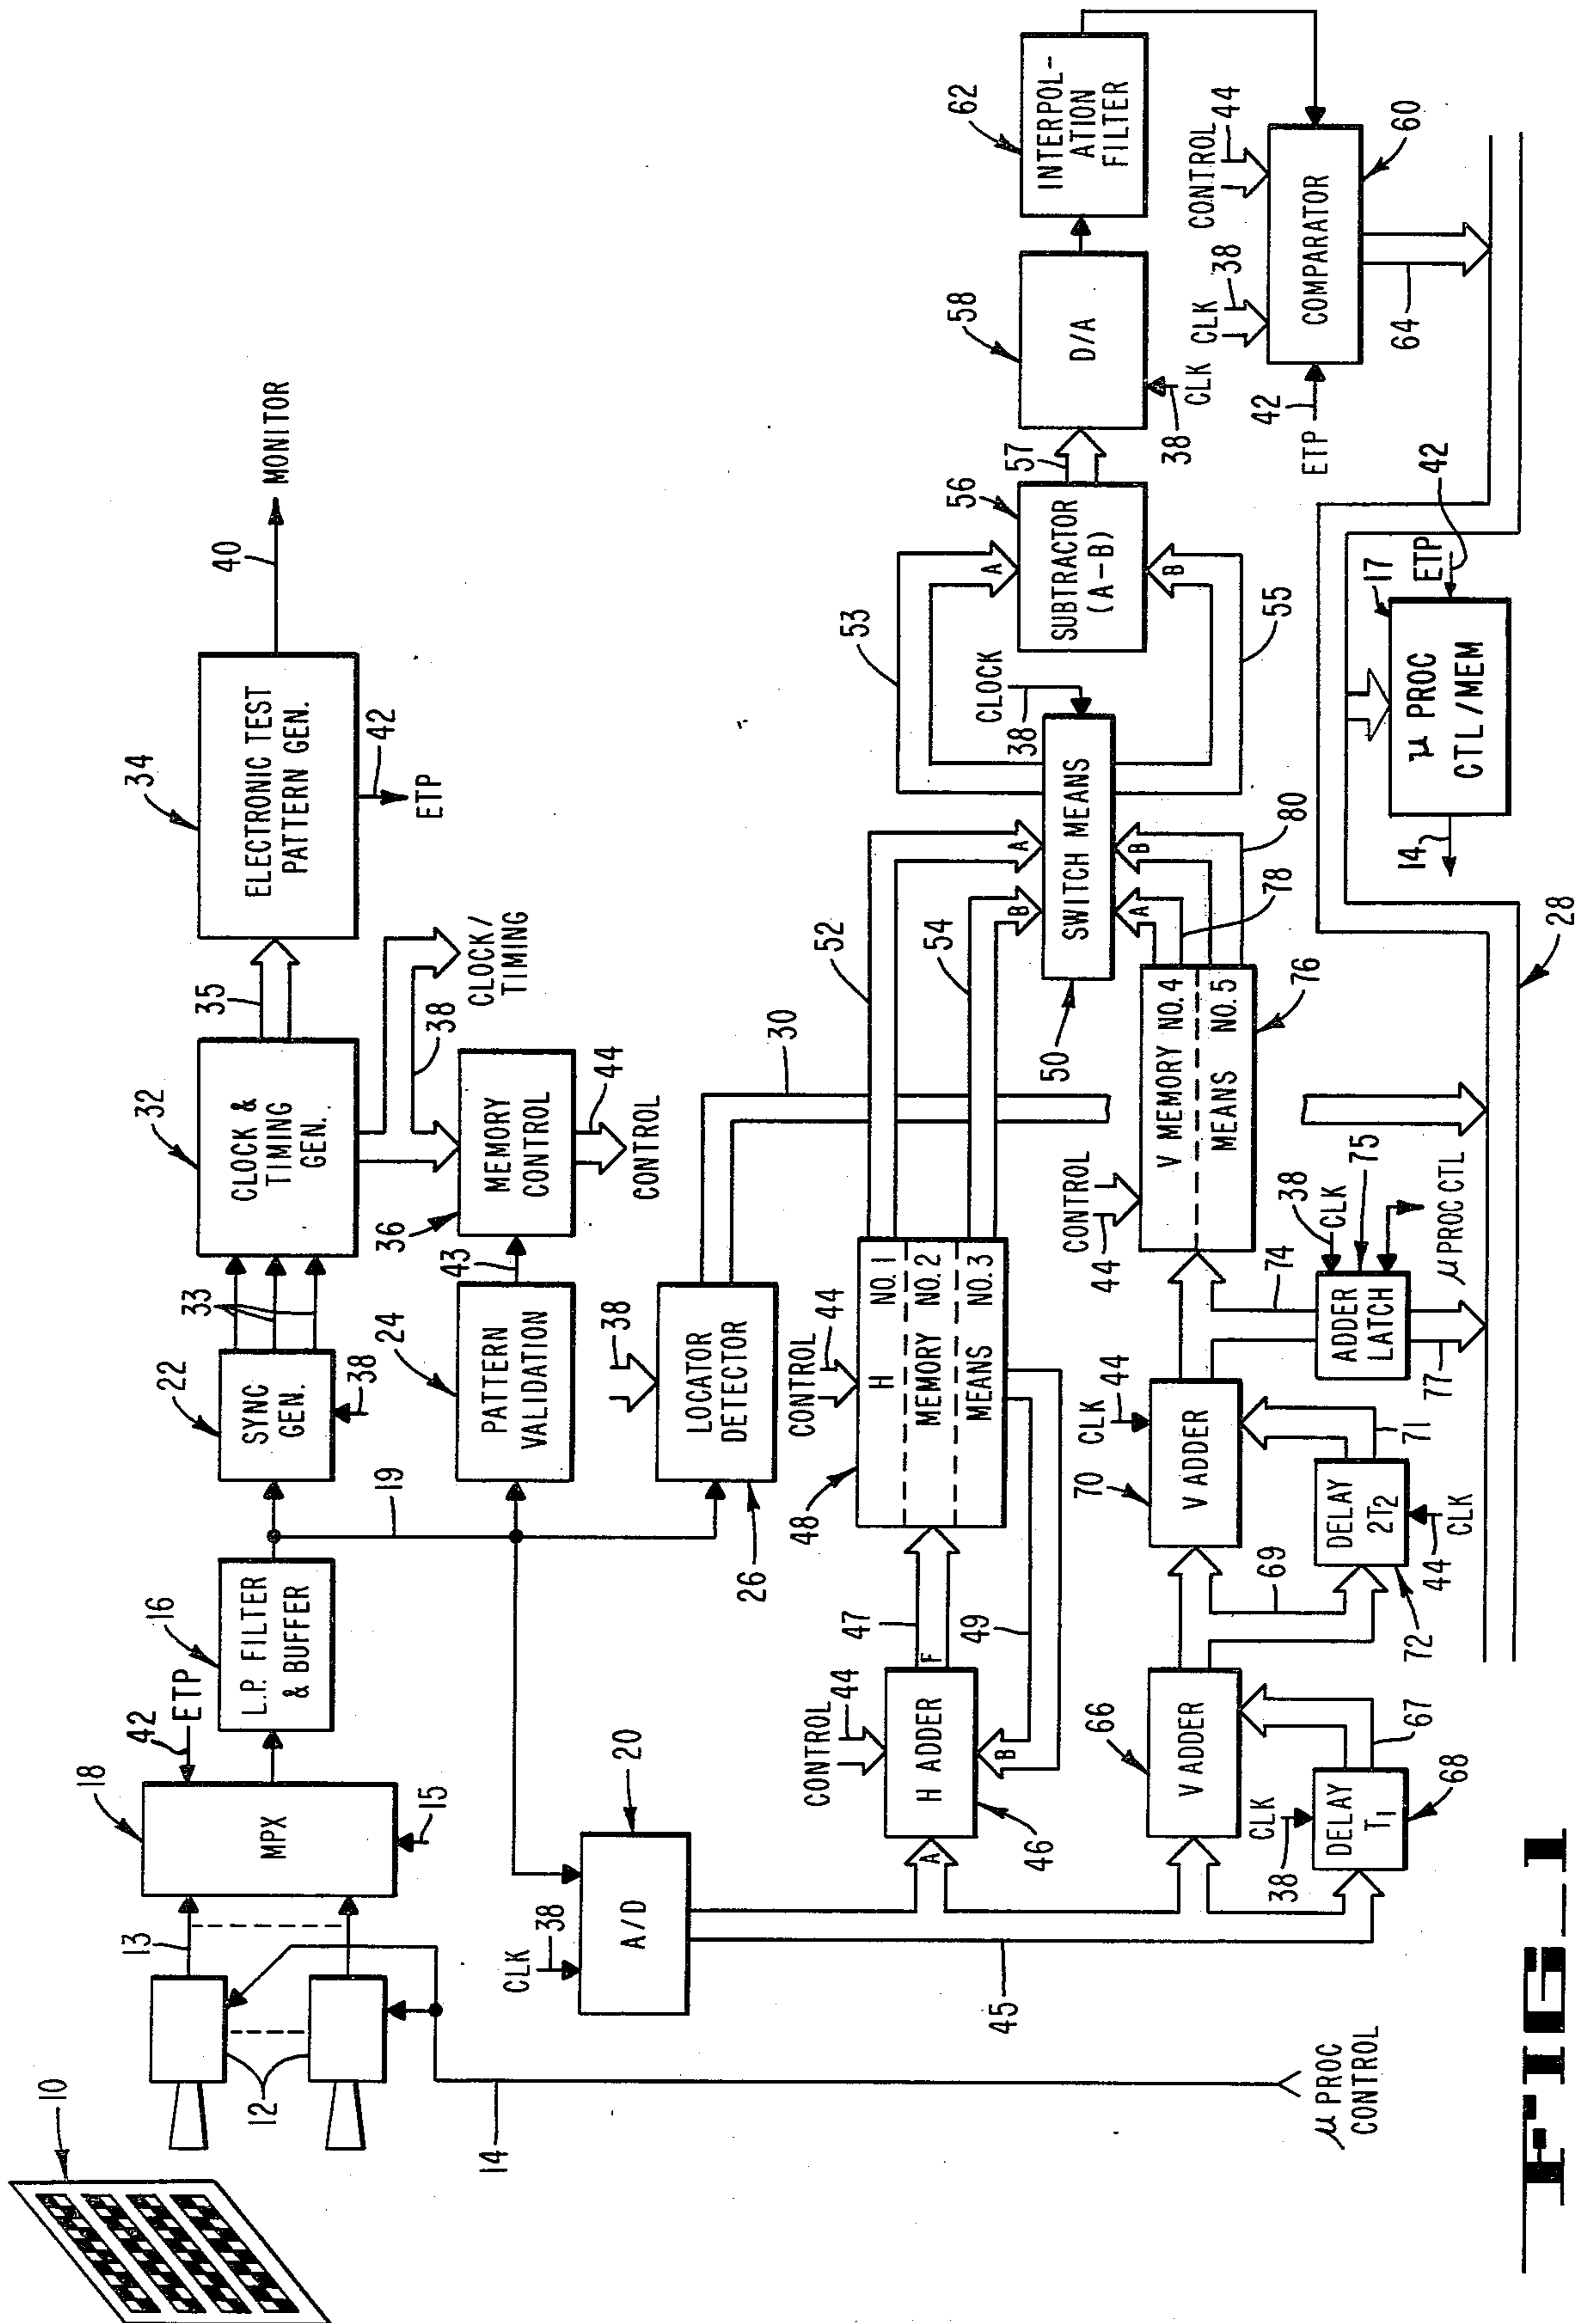 10
12
13
14
μ PROC
CONTROL
15
18
MPX
42
ETP
16
L.P. FILTER
& BUFFER
19
22
SYNC
GEN.
38
33
32
CLOCK &
TIMING
GEN.
35
34
ELECTRONIC TEST
PATTERN GEN.
40
MONITOR
42
ETP
38
CLOCK/
TIMING
24
PATTERN
VALIDATION
43
36
MEMORY
CONTROL
44
CONTROL
38
LOCATOR
DETECTOR
26
30
20
CLK
38
A/D
45
CONTROL
44
A
H ADDER
F
B
46
47
49
CONTROL
44
48
H NO. 1
MEMORY NO. 2
MEANS NO. 3
52
54
A
B
50
SWITCH MEANS
A
B
CLOCK
38
53
55
A
B
56
SUBTRACTOR
(A-B)
57
58
D/A
CLK
38
62
INTERPOL-
ATION
FILTER
CONTROL
44
CLK
38
COMPARATOR
60
42
ETP
64
66
V ADDER
67
CLK
38
DELAY
T1
68
69
70
V ADDER
CLK
44
71
DELAY
2T2
72
44
CLK
74
CONTROL
44
V MEMORY NO. 4
MEANS NO. 5
76
78
80
ADDER
LATCH
38
CLK
75
77
μPROC CTL
17
μ PROC
CTL/MEM
ETP
42
14
28
FIG_1